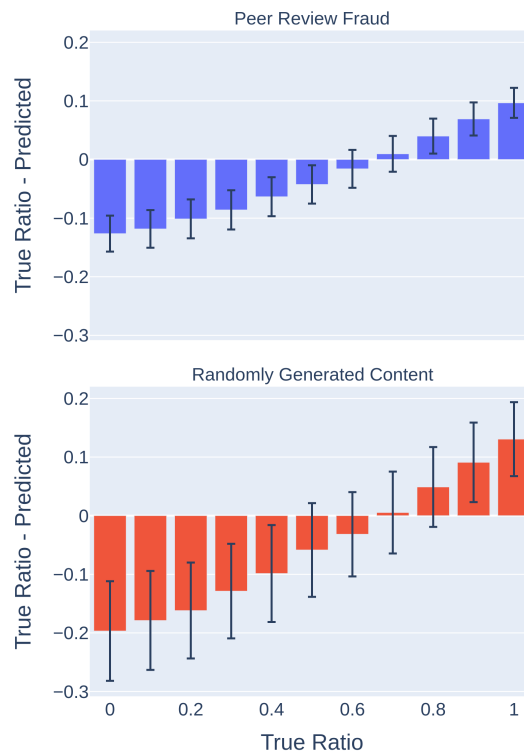 Peer Review Fraud
0.2
0.1
0
−0.1
−0.2
−0.3
True Ratio - Predicted
Randomly Generated Content
0.2
0.1
0
−0.1
−0.2
−0.3
True Ratio - Predicted
0 0.2 0.4 0.6 0.8 1
True Ratio